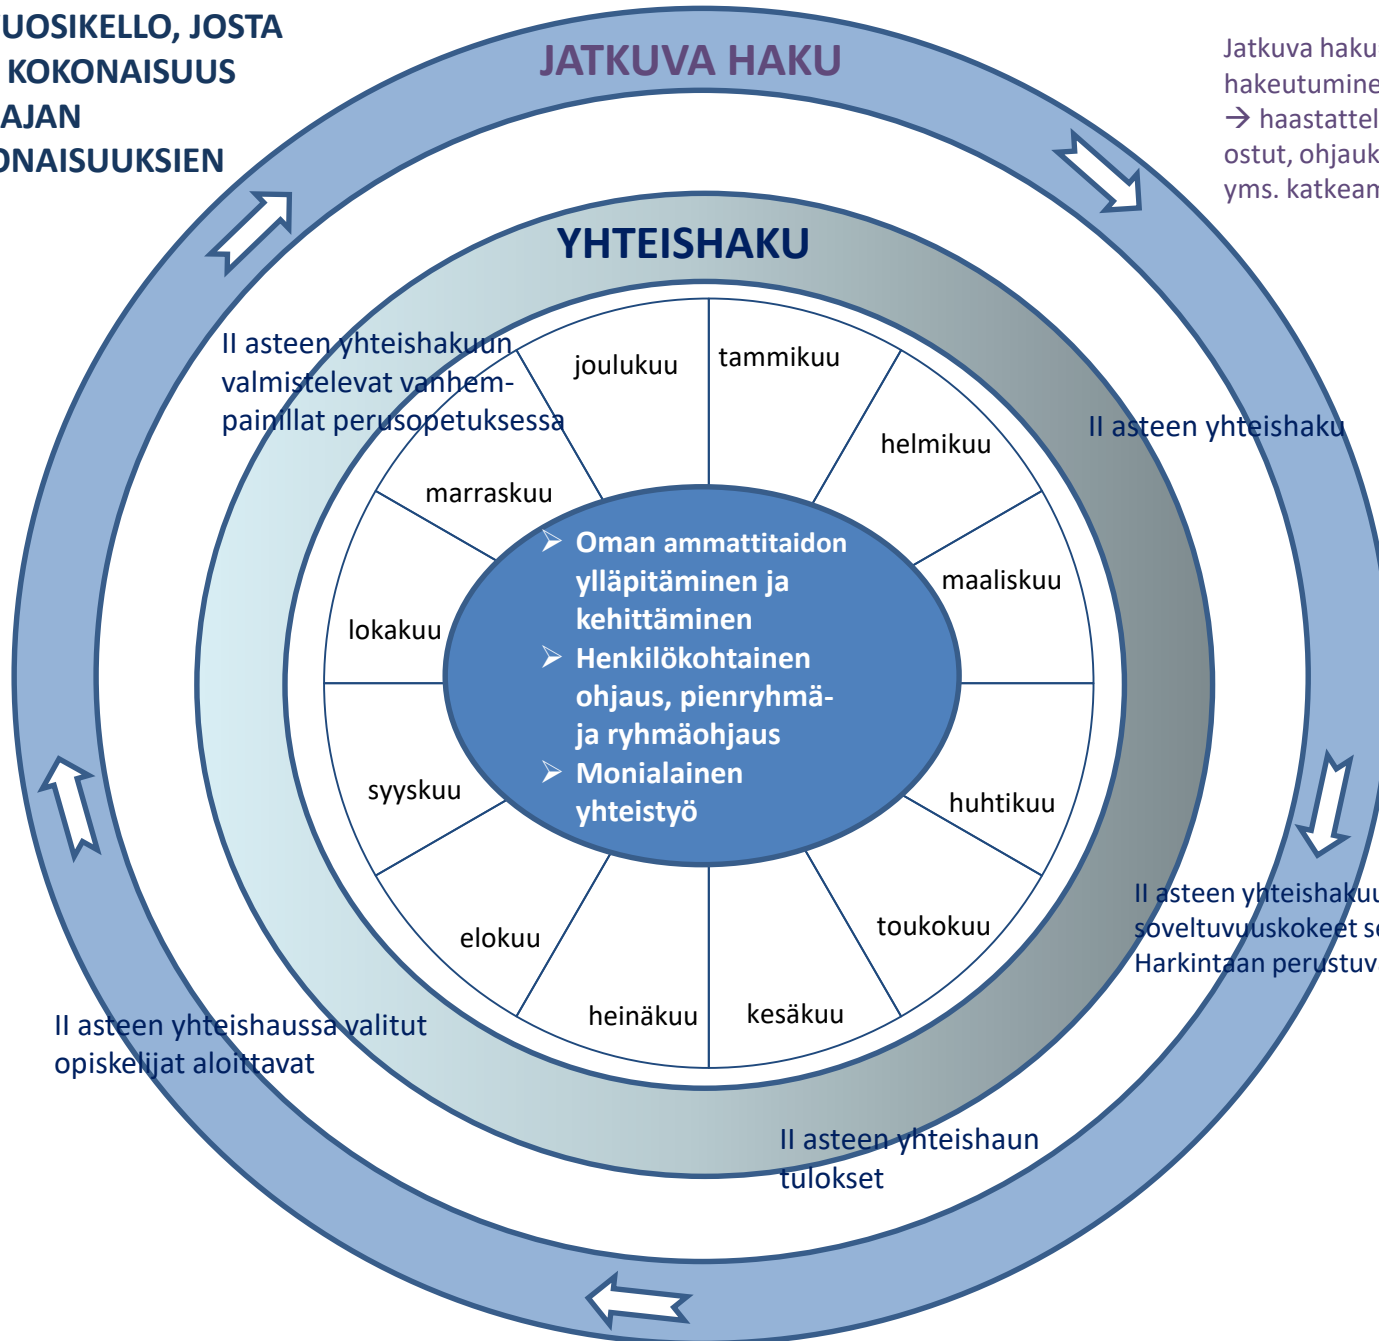 UOSIKELLO, JOSTA
KOKONAISUUS
AJAN
ONAISUUKSIEN
JATKUVA HAKU
Jatkuva haku
hakeutumine
→ haastattel
ostut, ohjauk
yms. katkeam
YHTEISHAKU
II asteen yhteishakuun
valmistelevat vanhem-
painillat perusopetuksessa
joulukuu
tammikuu
helmikuu
II asteen yhteishaku
marraskuu
maaliskuu
lokakuu
➢ Oman ammattitaidon
ylläpitäminen ja
kehittäminen
➢ Henkilökohtainen
ohjaus, pienryhmä-
ja ryhmäohjaus
➢ Monialainen
yhteistyö
syyskuu
huhtikuu
elokuu
toukokuu
heinäkuu
kesäkuu
II asteen yhteishakuu
soveltuvuuskokeet se
Harkintaan perustuva
II asteen yhteishaussa valitut
opiskelijat aloittavat
II asteen yhteishaun
tulokset